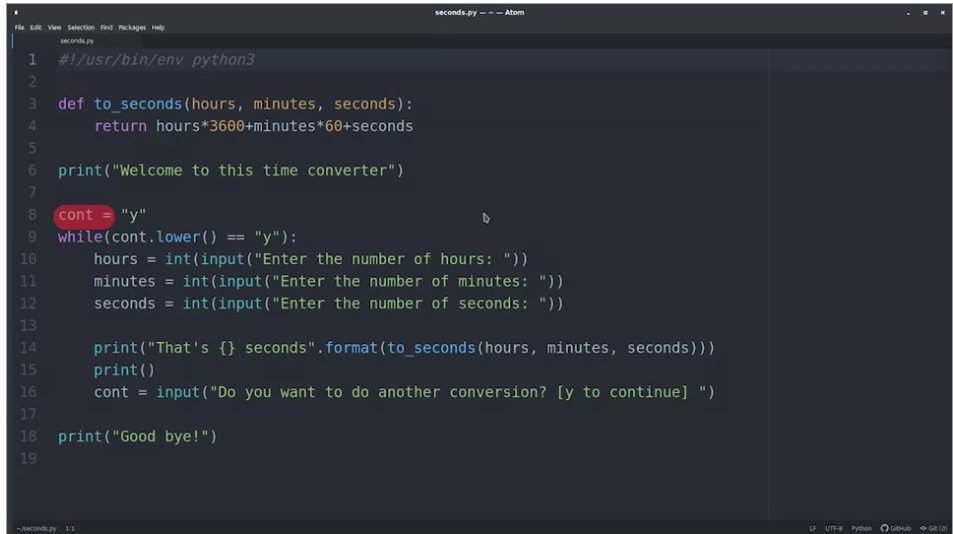 seconds.py — ~ — Atom
File Edit View Selection Find Packages Help
seconds.py
1 #!/usr/bin/env python3
2
3 def to_seconds(hours, minutes, seconds):
4     return hours*3600+minutes*60+seconds
5
6 print("Welcome to this time converter")
7
8 cont = "y"
9 while(cont.lower() == "y"):
10     hours = int(input("Enter the number of hours: "))
11     minutes = int(input("Enter the number of minutes: "))
12     seconds = int(input("Enter the number of seconds: "))
13
14     print("That's {} seconds".format(to_seconds(hours, minutes, seconds)))
15     print()
16     cont = input("Do you want to do another conversion? [y to continue] ")
17
18 print("Good bye!")
19
~/seconds.py 1:1 LF UTF-8 Python GitHub Git (0)